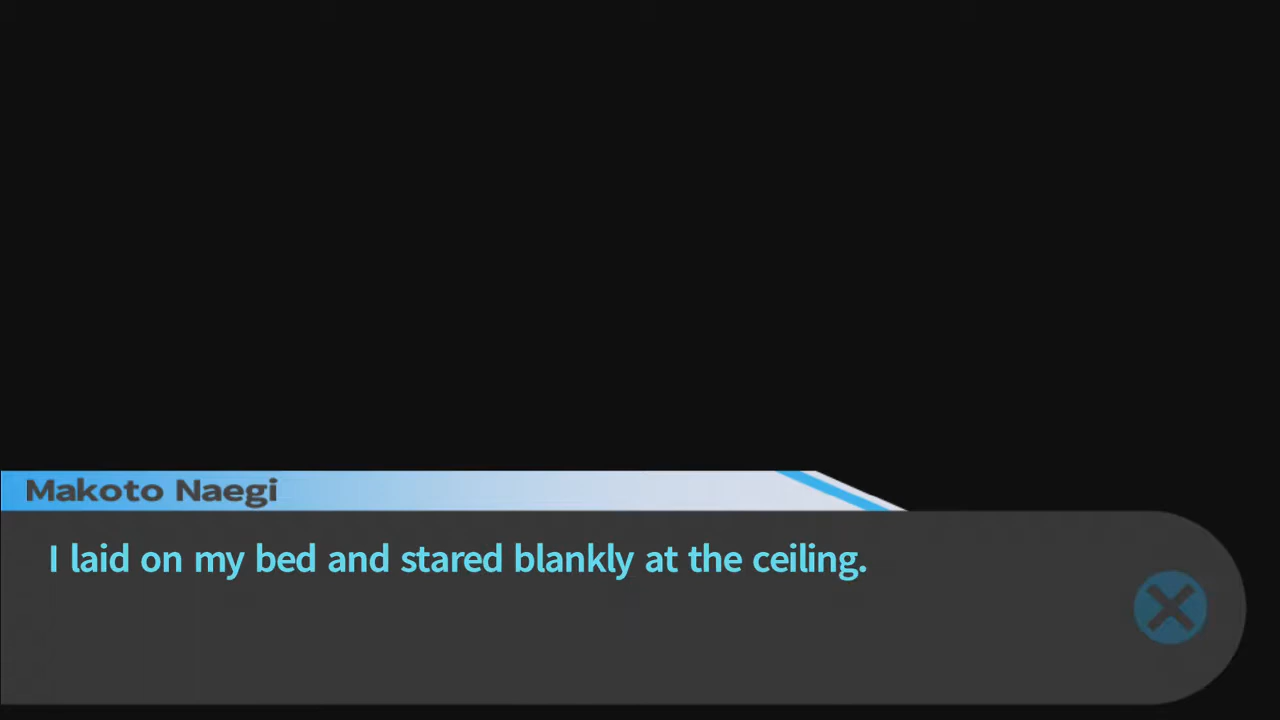 Makoto Naegi
I laid on my bed and stared blankly at the ceiling.